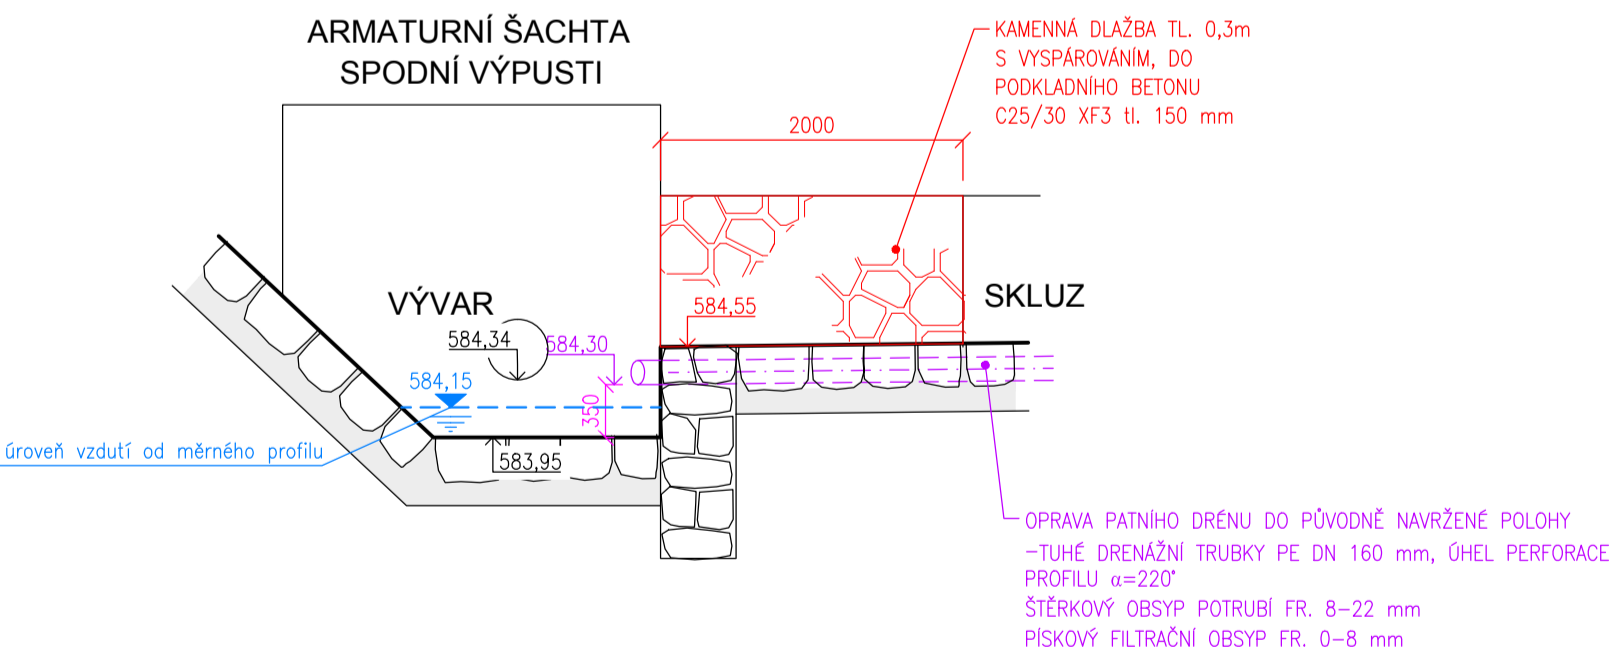 ARMATURNÍ ŠACHTA
SPODNÍ VÝPUSTI
KAMENNÁ DLAŽBA TL. 0,3m
S VYSPÁROVÁNÍM, DO
PODKLADNÍHO BETONU
C25/30 XF3 tl. 150 mm
2000
VÝVAR
SKLUZ
584,55
584,34
584,30
584,15
350
úroveň vzdutí od měrného profilu
583,95
OPRAVA PATNÍHO DRÉNU DO PŮVODNĚ NAVRŽENÉ POLOHY
-TUHÉ DRENÁŽNÍ TRUBKY PE DN 160 mm, ÚHEL PERFORACE
PROFILU α=220°
ŠTĚRKOVÝ OBSYP POTRUBÍ FR. 8-22 mm
PÍSKOVÝ FILTRAČNÍ OBSYP FR. 0-8 mm